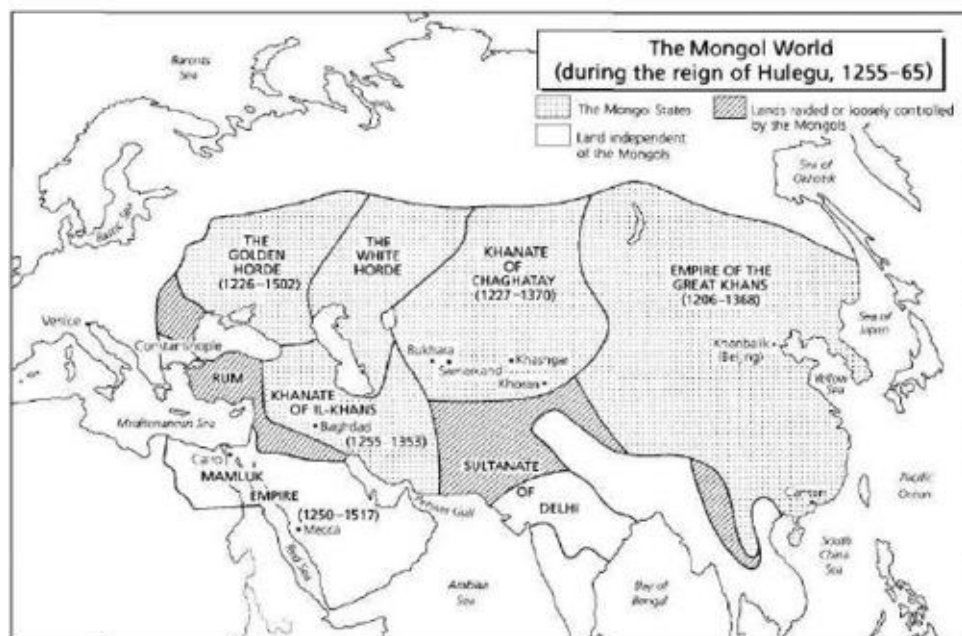 The Mongol World
(during the reign of Hulegu, 1255–65)
The Mongol States
Lands raided or loosely controlled
by the Mongols
Land independent
of the Mongols
Barents
Sea
Sea of
Okhotsk
Baltic Sea
THE
GOLDEN
HORDE
(1226–1502)
THE
WHITE
HORDE
KHANATE
OF
CHAGHATAY
(1227–1370)
EMPIRE OF THE
GREAT KHANS
(1206–1368)
Sea of
Japan
Venice
Constantinople
Bukhara
Samarkand
Khashgar
Khotan
Khanbalik
(Beijing)
Yellow
Sea
RUM
KHANATE
OF IL-KHANS
Baghdad
(1255–1353)
Mediterranean Sea
Cairo
MAMLUK
EMPIRE
(1250–1517)
Mecca
Red Sea
Persian Gulf
SULTANATE
OF
DELHI
Canton
Pacific
Ocean
South
China
Sea
Arabian
Sea
Bay of
Bengal